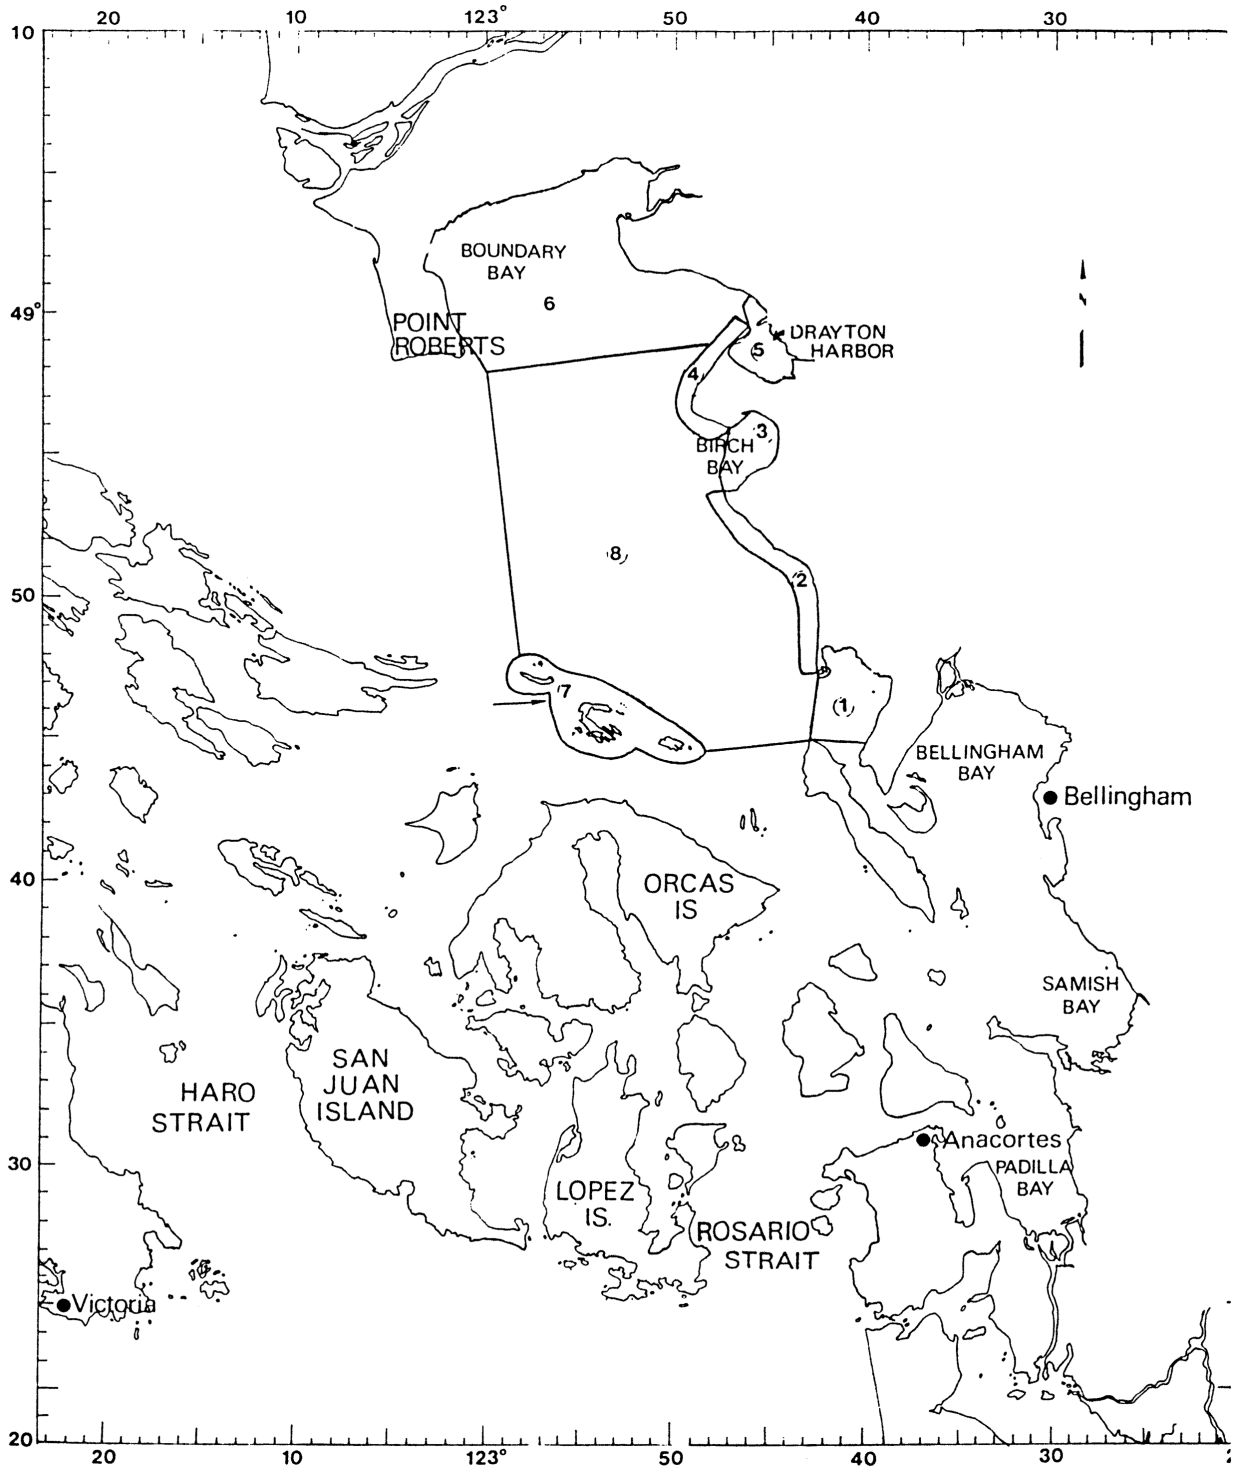 20 10 123° 50 40 30
10
BOUNDARY
BAY
6
49°
POINT
ROBERTS
DRAYTON
HARBOR
5
4
3
BIRCH
BAY
8
2
50
7
1
BELLINGHAM
BAY
Bellingham
ORCAS
IS
40
SAMISH
BAY
SAN
JUAN
ISLAND
HARO
STRAIT
Anacortes
30
PADILLA
BAY
LOPEZ
IS.
ROSARIO
STRAIT
Victoria
20
20 10 123° 50 40 30